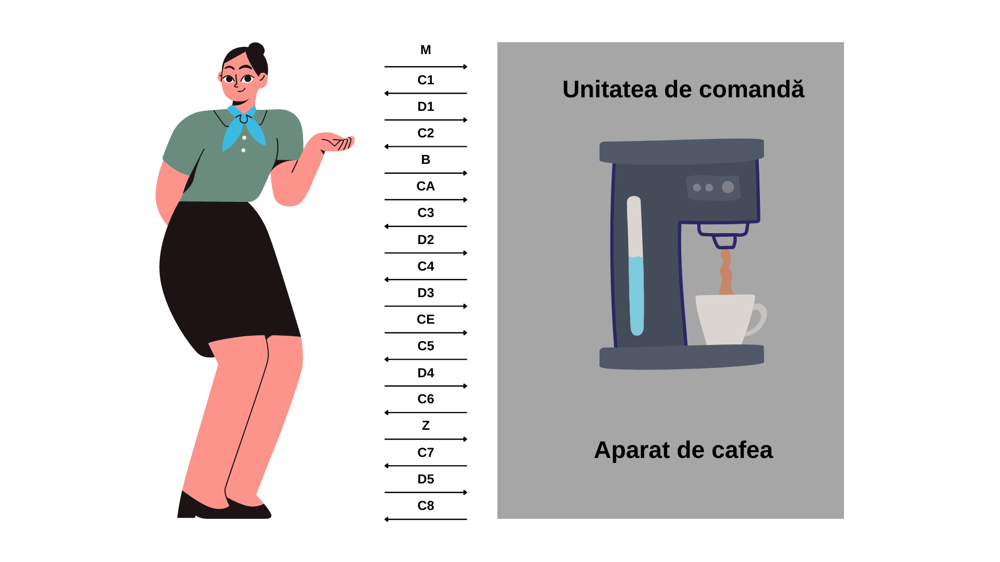 M
C1
D1
C2
B
CA
C3
D2
C4
D3
CE
C5
D4
C6
Z
C7
D5
C8
Unitatea de comandă
Aparat de cafea